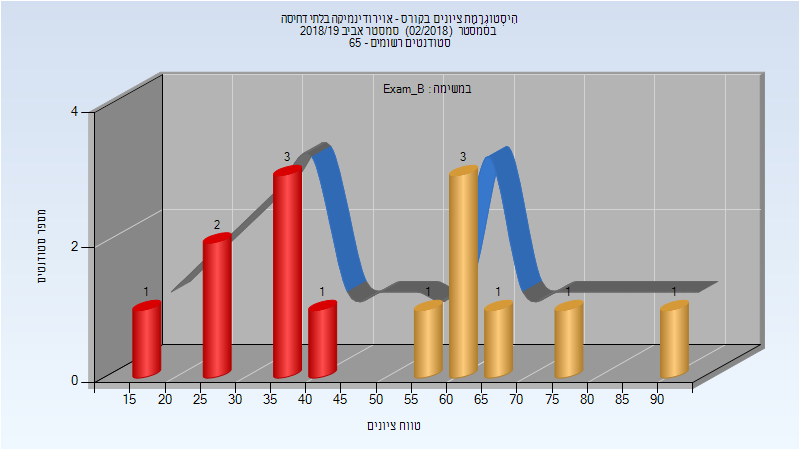 היסטוגרמת ציונים בקורס - אוירודינמיקה בלתי דחיסה
בסמסטר (02/2018) סמסטר אביב 2018/19
סטודנטים רשומים - 65
במשימה : Exam_B
מספר סטודנטים
4
2
0
1
2
3
1
1
3
1
1
1
15 20 25 30 35 40 45 50 55 60 65 70 75 80 85 90
טווח ציונים